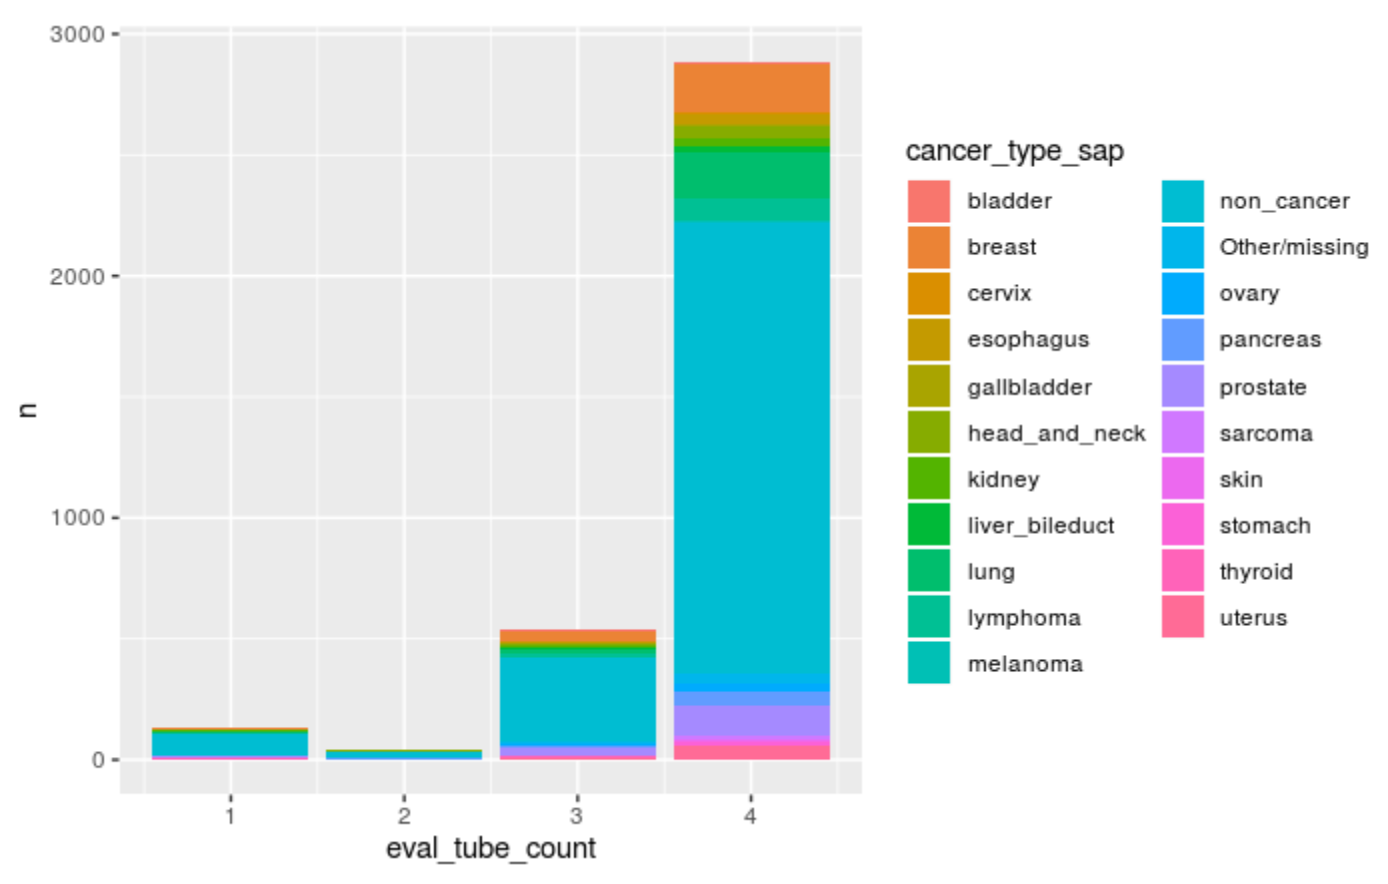 3000
2000
1000
0
n
1 2 3 4
eval_tube_count
cancer_type_sap
bladder
breast
cervix
esophagus
gallbladder
head_and_neck
kidney
liver_bileduct
lung
lymphoma
melanoma
non_cancer
Other/missing
ovary
pancreas
prostate
sarcoma
skin
stomach
thyroid
uterus